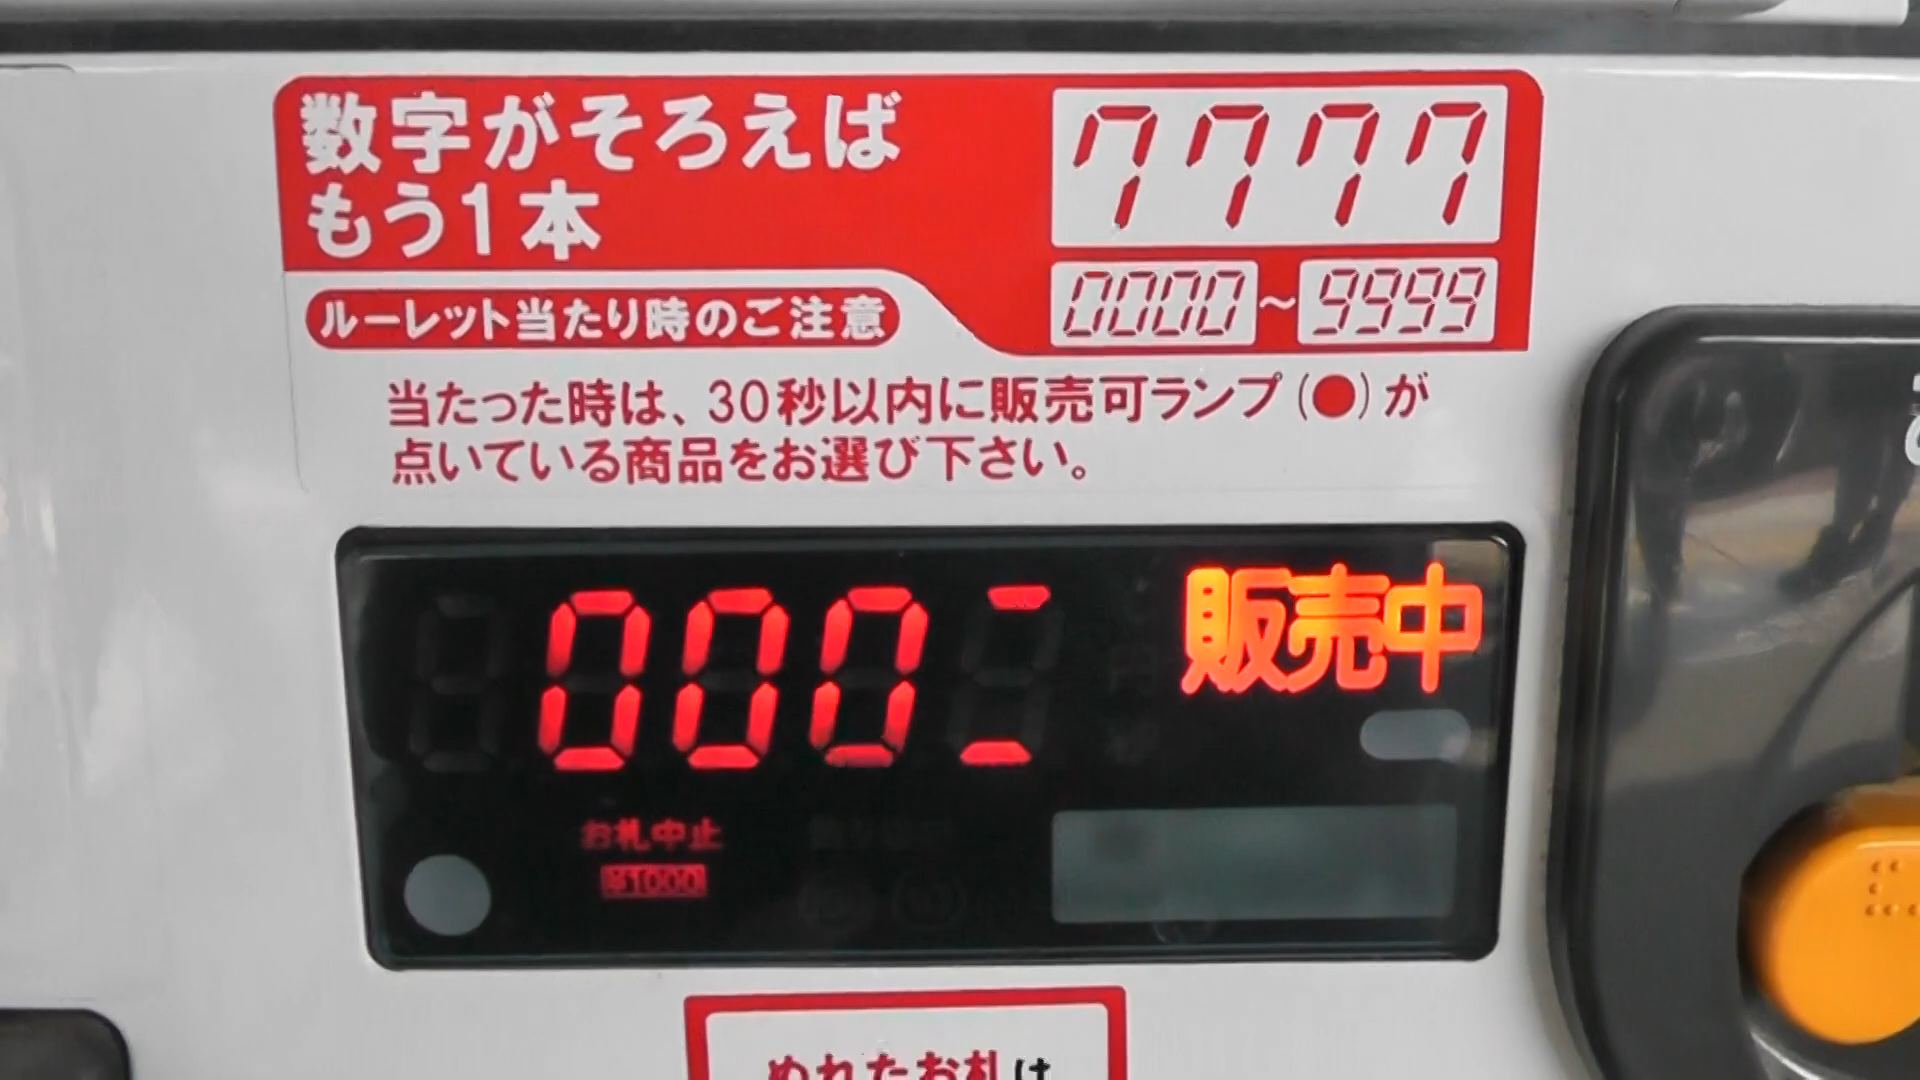 数字がそろえば
もう1本
7777
0000~9999
ルーレット当たり時のご注意
当たった時は、30秒以内に販売可ランプ(●)が
点いている商品をお選び下さい。
000
販売中
お札中止
¥1000
ぬれたお札は